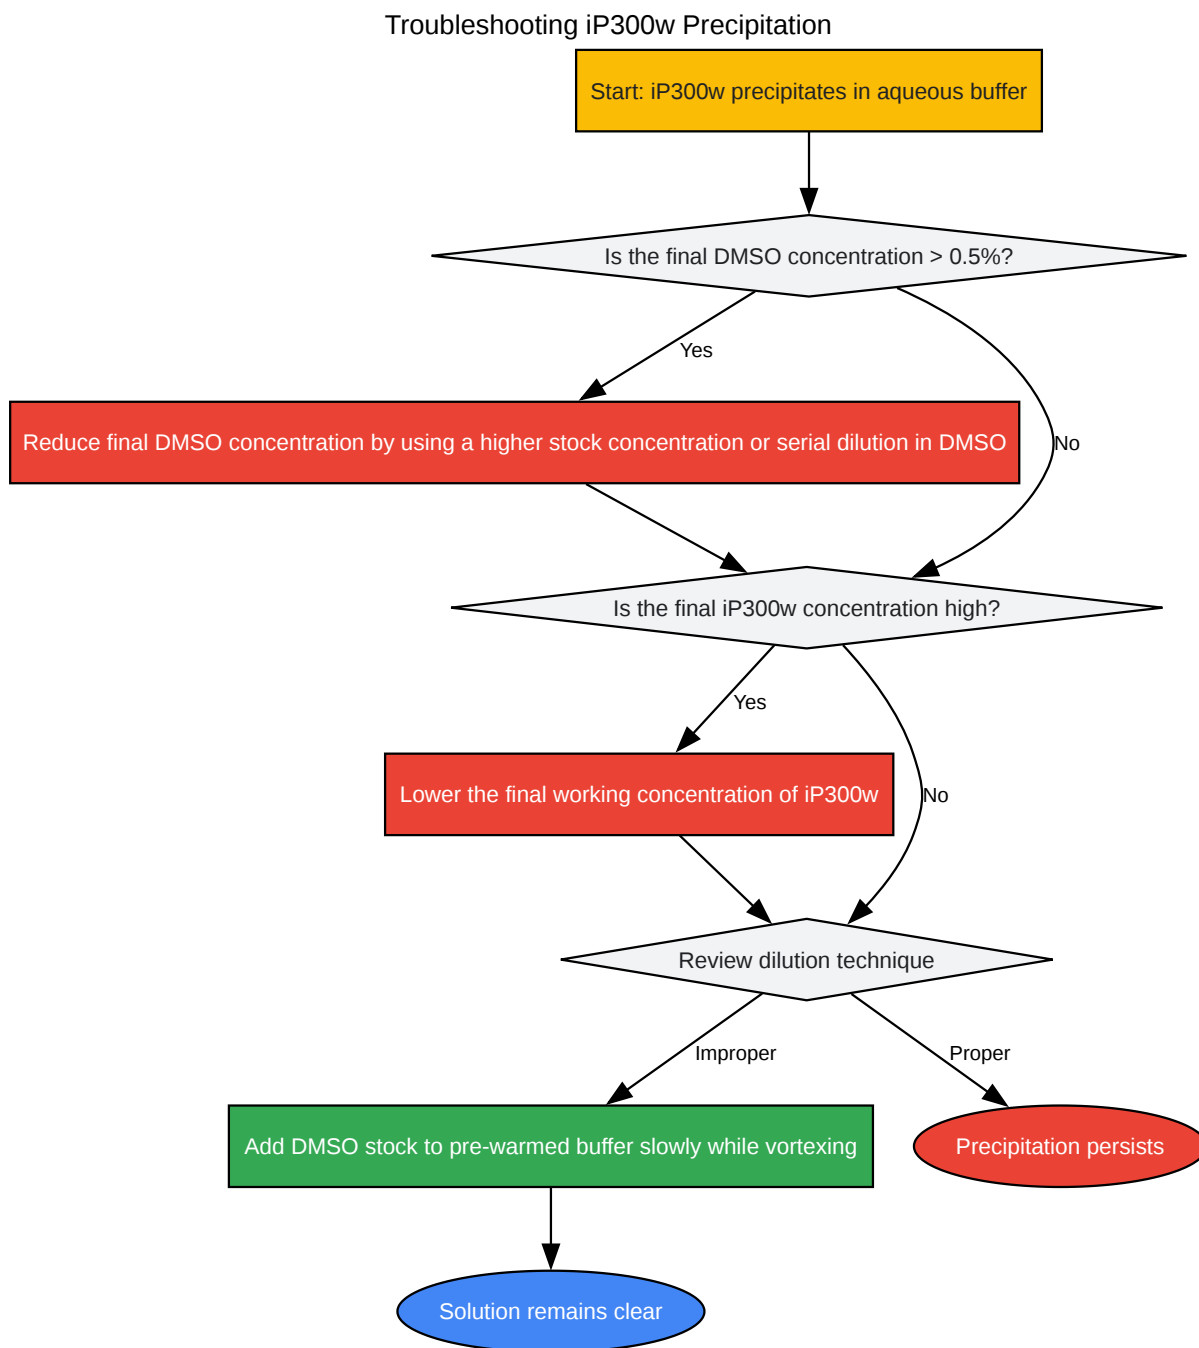 Troubleshooting iP300w Precipitation
Start: iP300w precipitates in aqueous buffer
Is the final DMSO concentration > 0.5%?
Yes
Reduce final DMSO concentration by using a higher stock concentration or serial dilution in DMSO
No
Is the final iP300w concentration high?
Yes
Lower the final working concentration of iP300w
No
Review dilution technique
Improper
Proper
Add DMSO stock to pre-warmed buffer slowly while vortexing
Precipitation persists
Solution remains clear